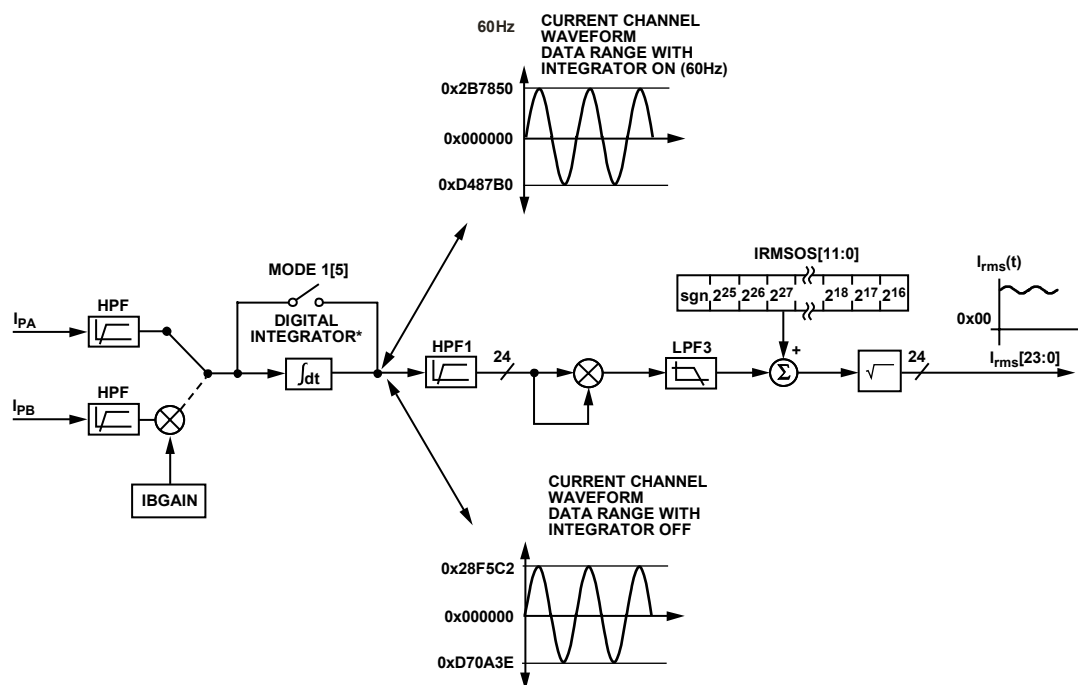 60Hz
CURRENT CHANNEL
WAVEFORM
DATA RANGE WITH
INTEGRATOR ON (60Hz)
0x2B7850
0x000000
0xD487B0
MODE 1[5]
DIGITAL
INTEGRATOR*
IRMSOS[11:0]
sgn 2^25 2^26 2^27 2^18 2^17 2^16
Irms(t)
0x00
IPA
HPF
∫dt
HPF1
24
LPF3
+
Σ
√
24
Irms[23:0]
IPB
HPF
IBGAIN
CURRENT CHANNEL
WAVEFORM
DATA RANGE WITH
INTEGRATOR OFF
0x28F5C2
0x000000
0xD70A3E